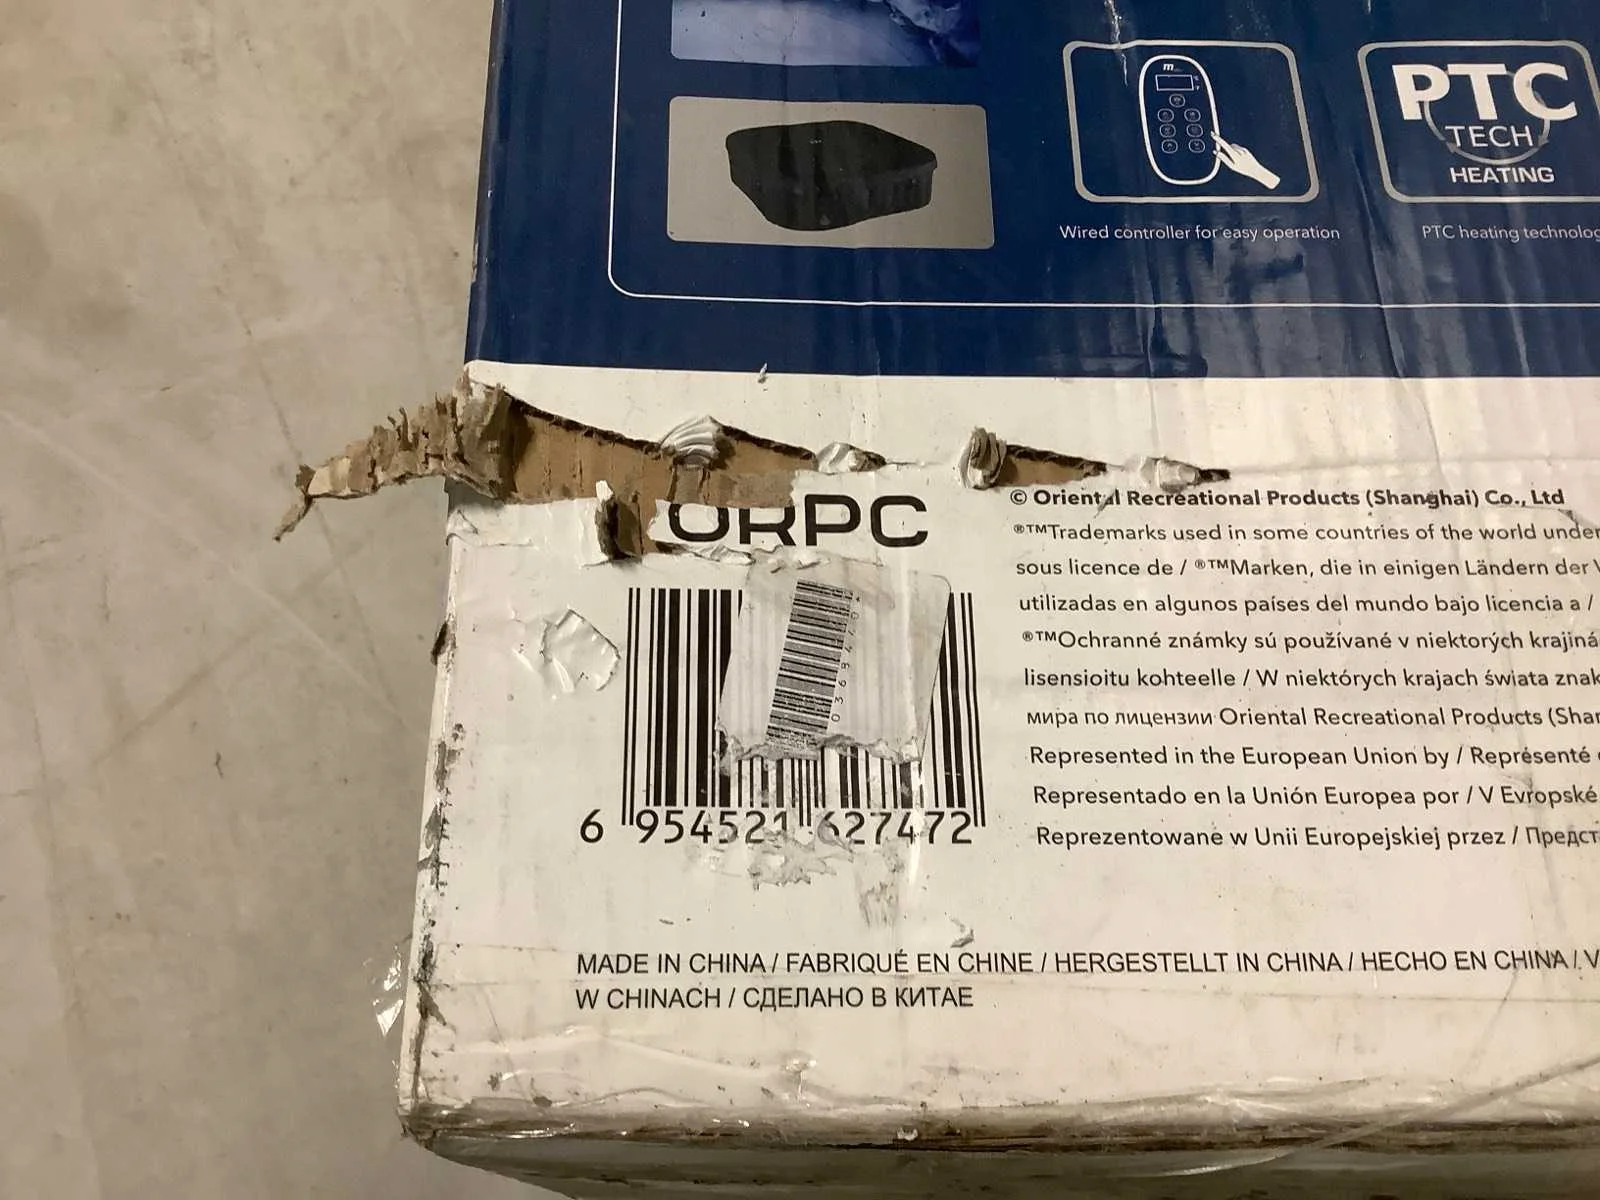 m
PTC
TECH
HEATING
Wired controller for easy operation
PTC heating technolog
ORPC
© Oriental Recreational Products (Shanghai) Co., Ltd
®™Trademarks used in some countries of the world under
sous licence de / ®™Marken, die in einigen Ländern der
utilizadas en algunos países del mundo bajo licencia a /
®™Ochranné známky sú používané v niektorých krajiná
lisensioitu kohteelle / W niektórych krajach świata znak
мира по лицензии Oriental Recreational Products (Shan
Represented in the European Union by / Représenté
Representado en la Unión Europea por / V Evropské
Reprezentowane w Unii Europejskiej przez / Предст
6 954521 627472
MADE IN CHINA / FABRIQUÉ EN CHINE / HERGESTELLT IN CHINA / HECHO EN CHINA / V
W CHINACH / СДЕЛАНО В КИТАЕ